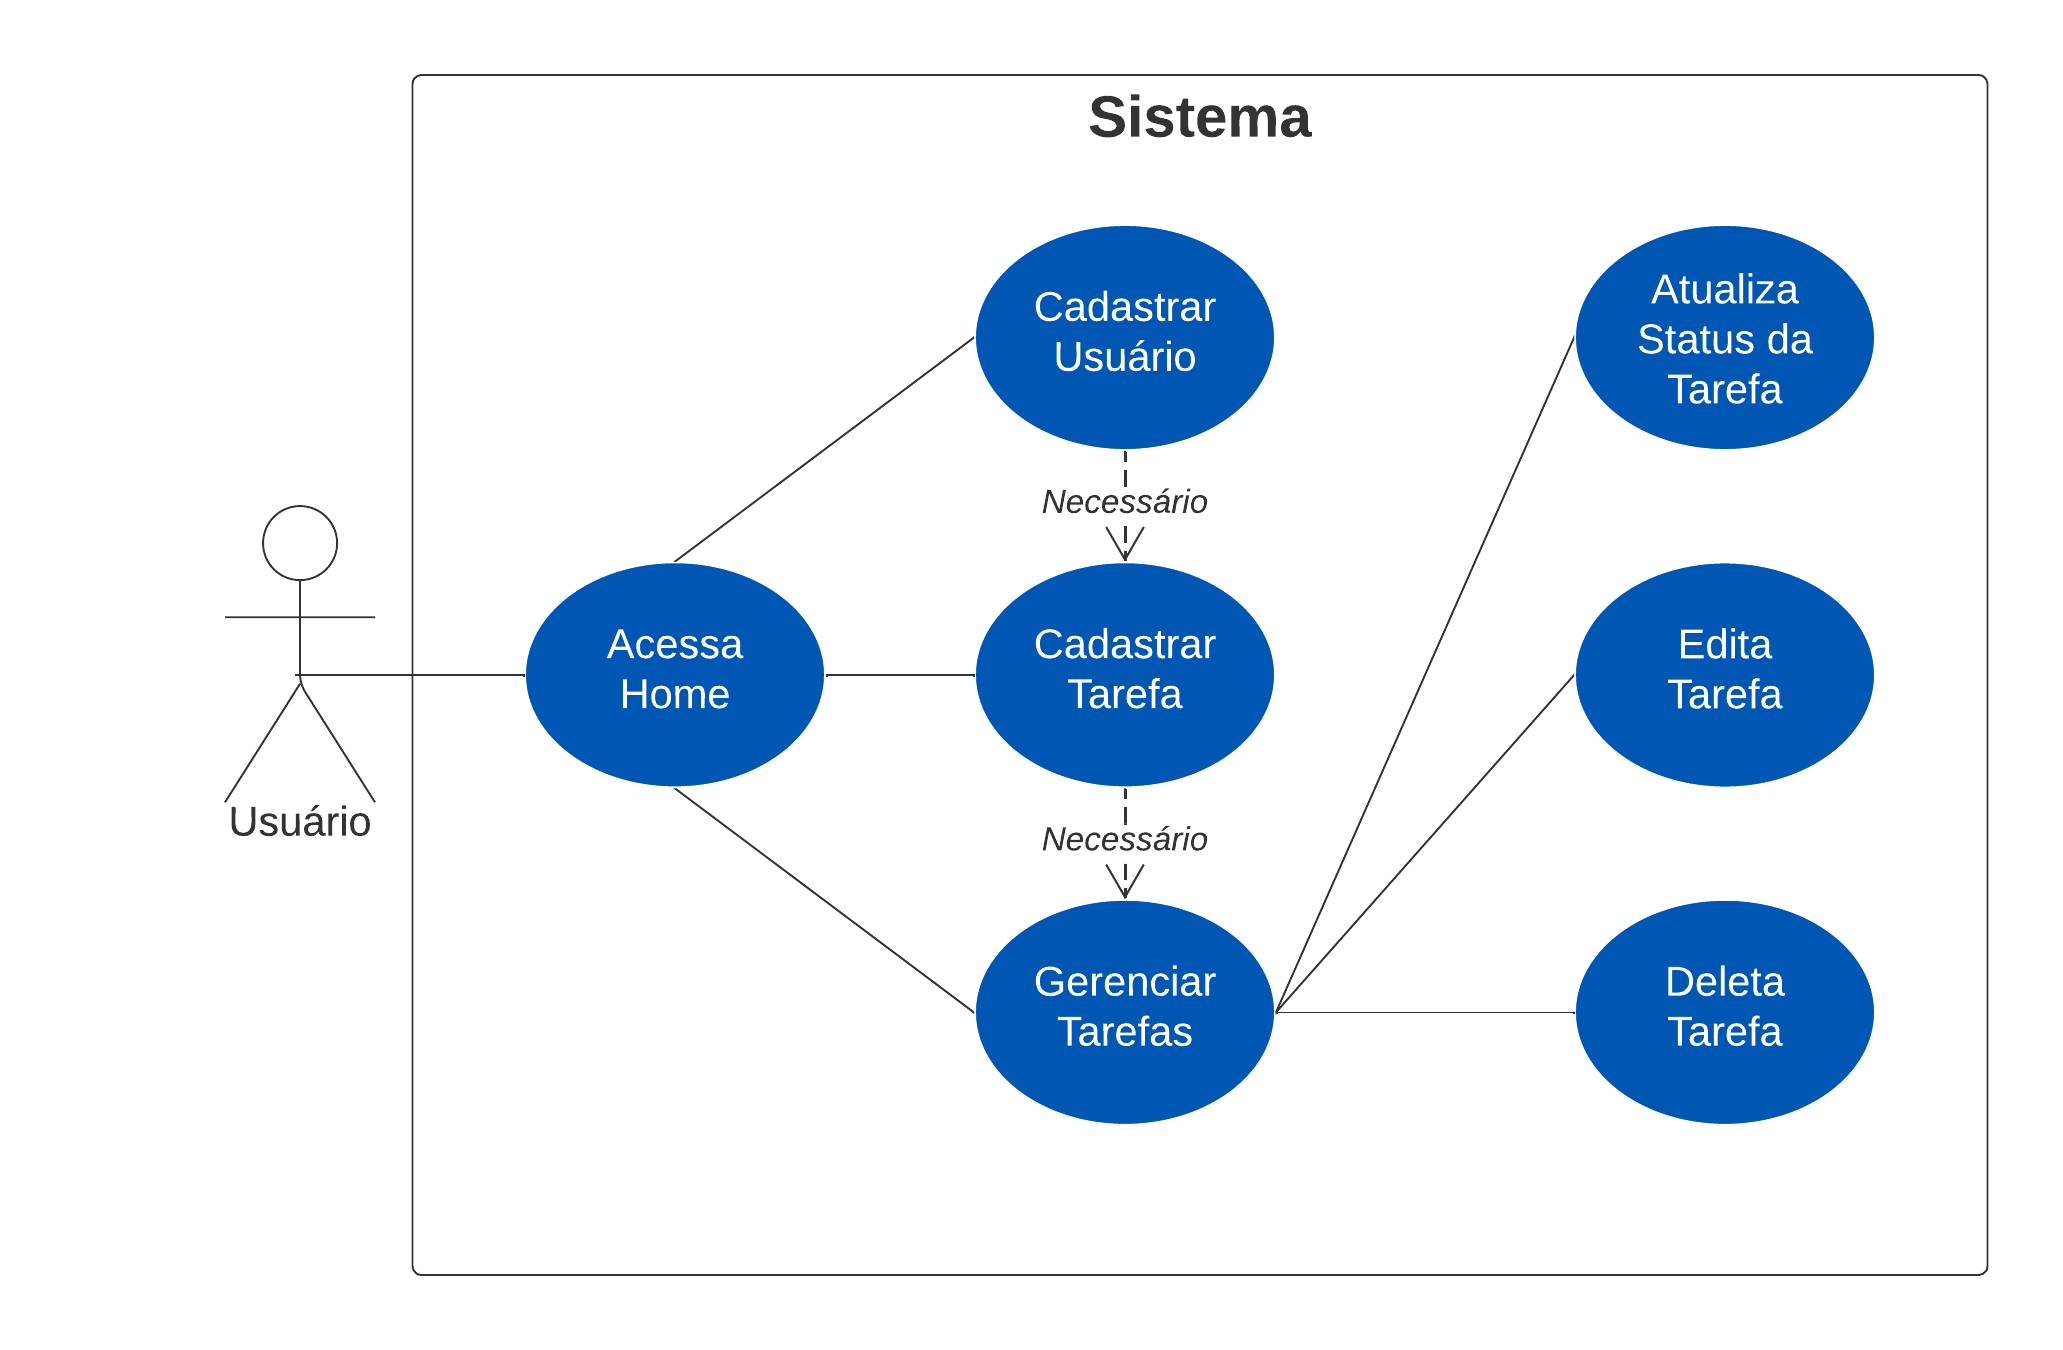 Sistema
Cadastrar
Usuário
Atualiza
Status da
Tarefa
Necessário
Acessa
Home
Cadastrar
Tarefa
Edita
Tarefa
Usuário
Necessário
Gerenciar
Tarefas
Deleta
Tarefa